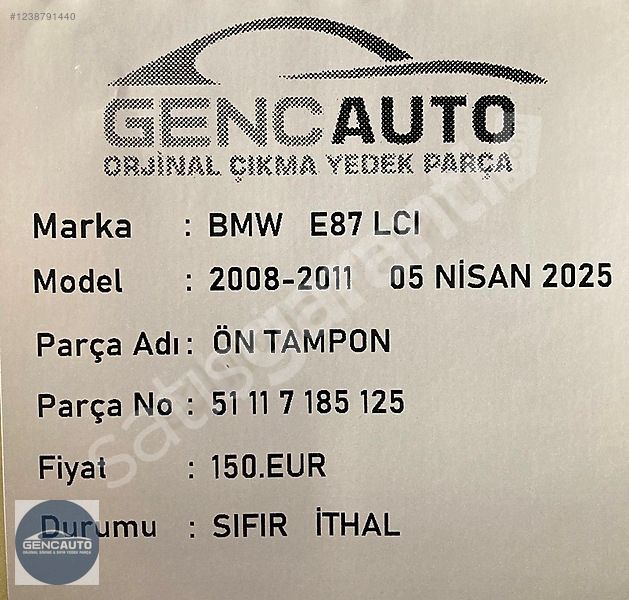 #1238791440
GENCAUTO
ORJİNAL ÇIKMA YEDEK PARÇA
Marka : BMW E87 LCI
Model : 2008-2011 05 NİSAN 2025
Parça Adı : ÖN TAMPON
Parça No : 51 11 7 185 125
Fiyat : 150.EUR
Durumu : SIFIR İTHAL
GENCAUTO